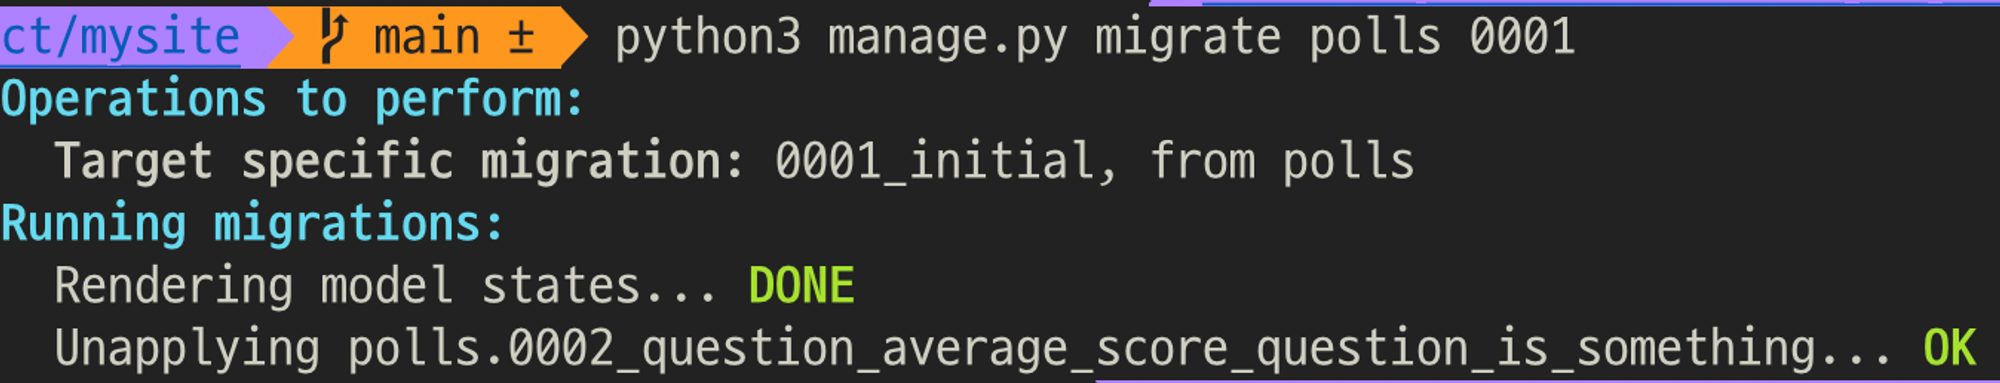 ct/mysite main ± python3 manage.py migrate polls 0001
Operations to perform:
Target specific migration: 0001_initial, from polls
Running migrations:
Rendering model states... DONE
Unapplying polls.0002_question_average_score_question_is_something... OK